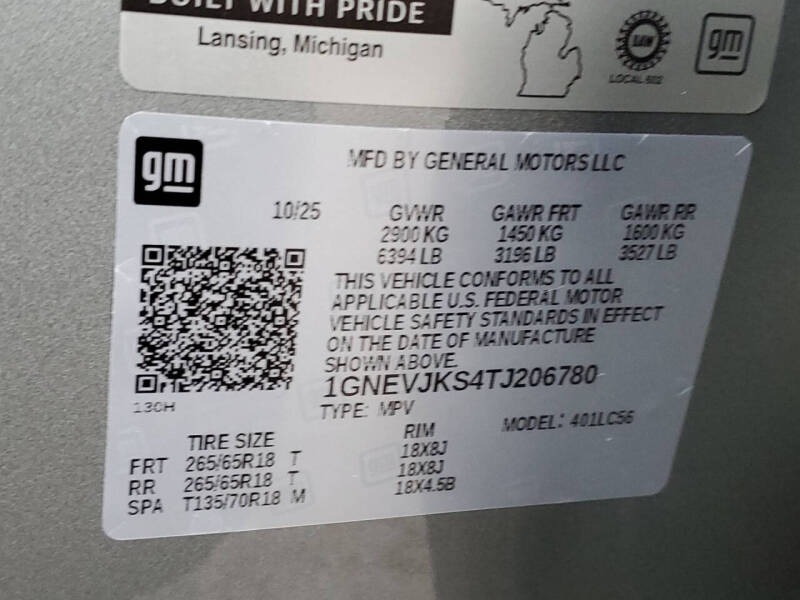 BUILT WITH PRIDE
Lansing, Michigan
UAW
LOCAL 602
gm
gm
MFD BY GENERAL MOTORS LLC
10/25 GVWR GAWR FRT GAWR RR
2900 KG 1450 KG 1600 KG
6394 LB 3196 LB 3527 LB
THIS VEHICLE CONFORMS TO ALL
APPLICABLE U.S. FEDERAL MOTOR
VEHICLE SAFETY STANDARDS IN EFFECT
ON THE DATE OF MANUFACTURE
SHOWN ABOVE.
1GNEVJKS4TJ206780
130H
TYPE: MPV
MODEL: 401LC56
TIRE SIZE RIM
FRT 265/65R18 T 18X8J
RR 265/65R18 T 18X8J
SPA T135/70R18 M 18X4.5B